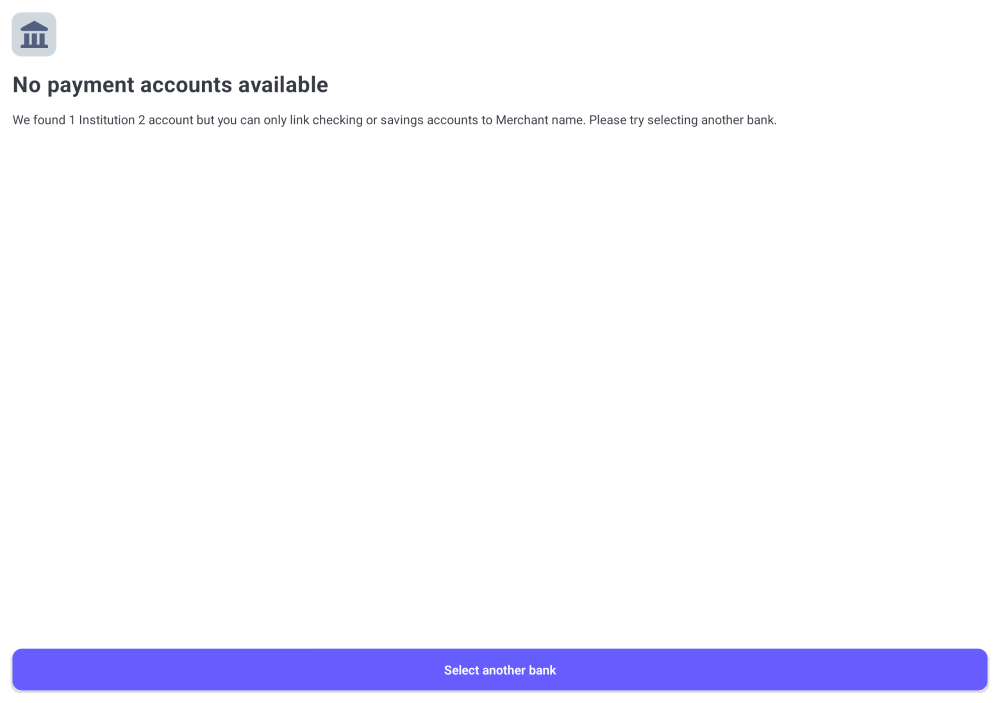 No payment accounts available
We found 1 Institution 2 account but you can only link checking or savings accounts to Merchant name. Please try selecting another bank.
Select another bank